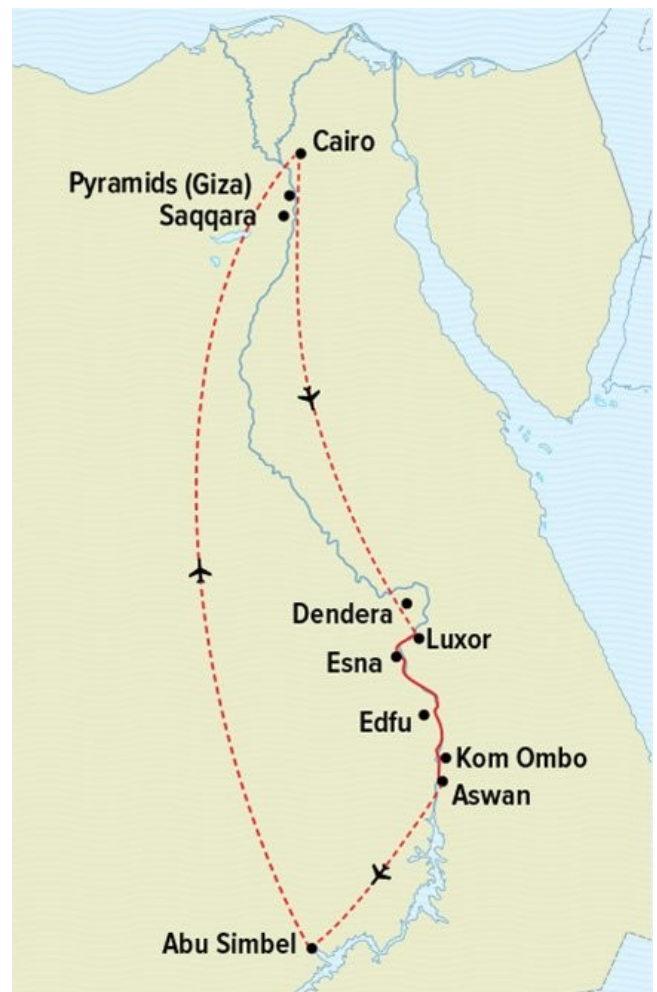 Cairo
Pyramids (Giza)
Saqqara
Dendera
Luxor
Esna
Edfu
Kom Ombo
Aswan
Abu Simbel